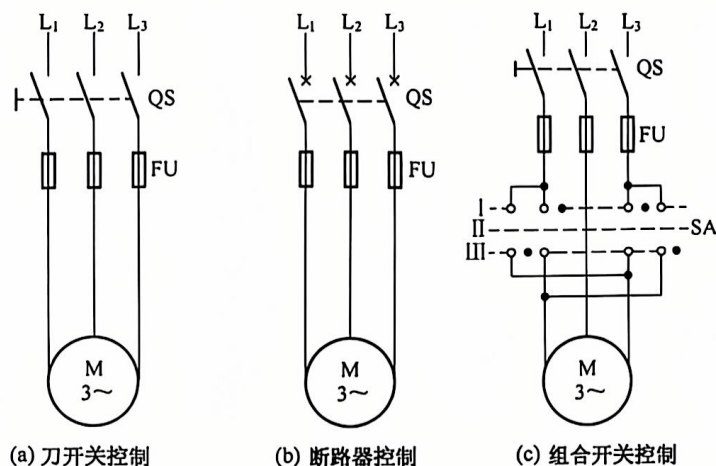 L₁ L₂ L₃
QS
FU
M
3～
(a) 刀开关控制
L₁ L₂ L₃
QS
FU
M
3～
(b) 断路器控制
L₁ L₂ L₃
QS
FU
I
II
III
SA
M
3～
(c) 组合开关控制